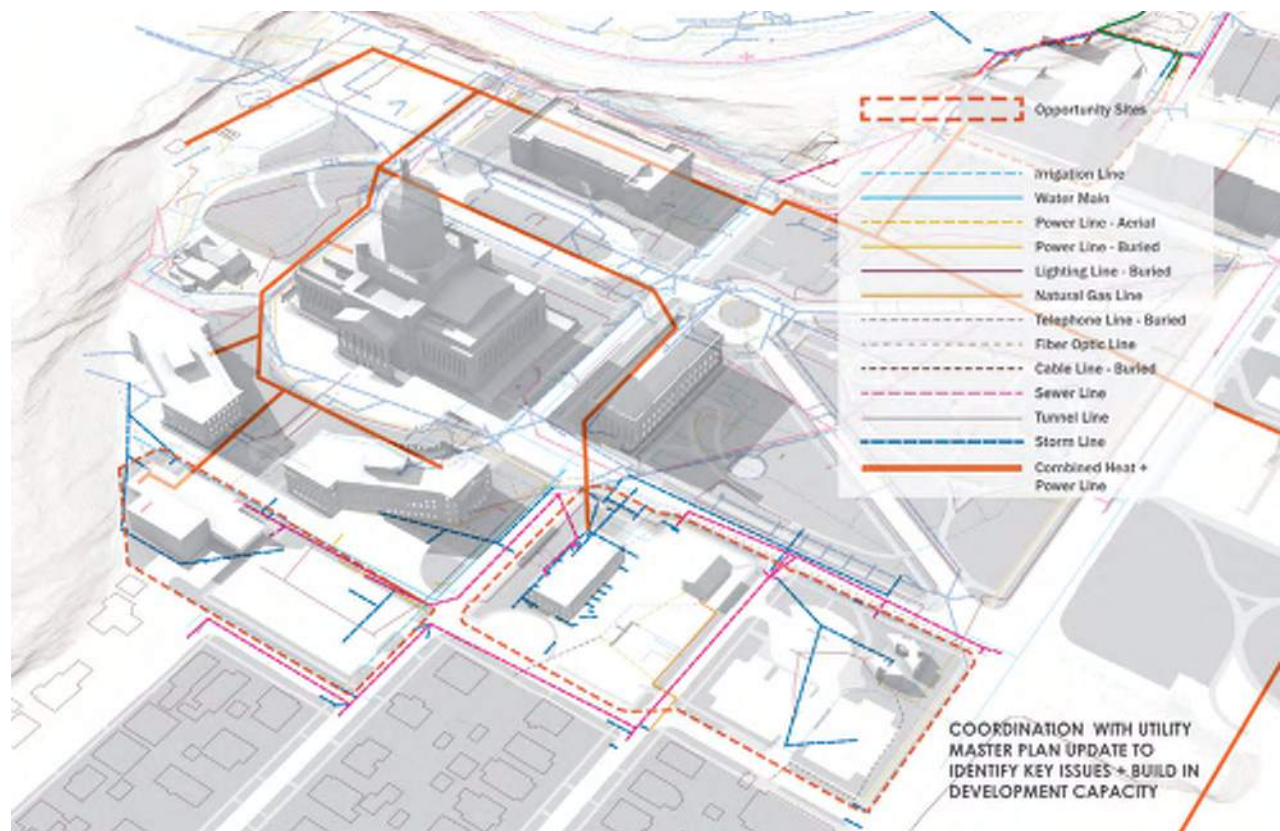 Opportunity Sites
Irrigation Line
Water Main
Power Line - Aerial
Power Line - Buried
Lighting Line - Buried
Natural Gas Line
Telephone Line - Buried
Fiber Optic Line
Cable Line - Buried
Sewer Line
Tunnel Line
Storm Line
Combined Heat +
Power Line
COORDINATION WITH UTILITY
MASTER PLAN UPDATE TO
IDENTIFY KEY ISSUES + BUILD IN
DEVELOPMENT CAPACITY